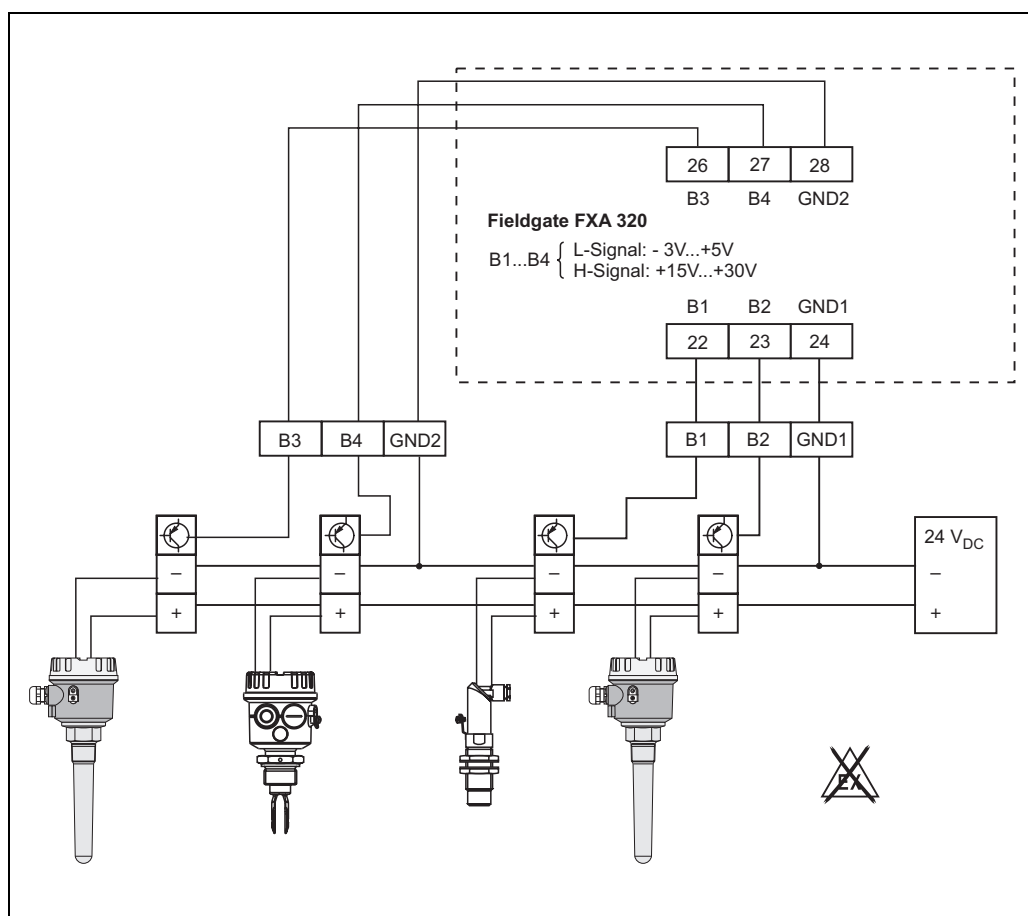 26 27 28
B3 B4 GND2
Fieldgate FXA 320
B1...B4 { L-Signal: - 3V...+5V
H-Signal: +15V...+30V
B1 B2 GND1
22 23 24
B3 B4 GND2
B1 B2 GND1
24 VDC
– – – – –
+ + + + +
EX